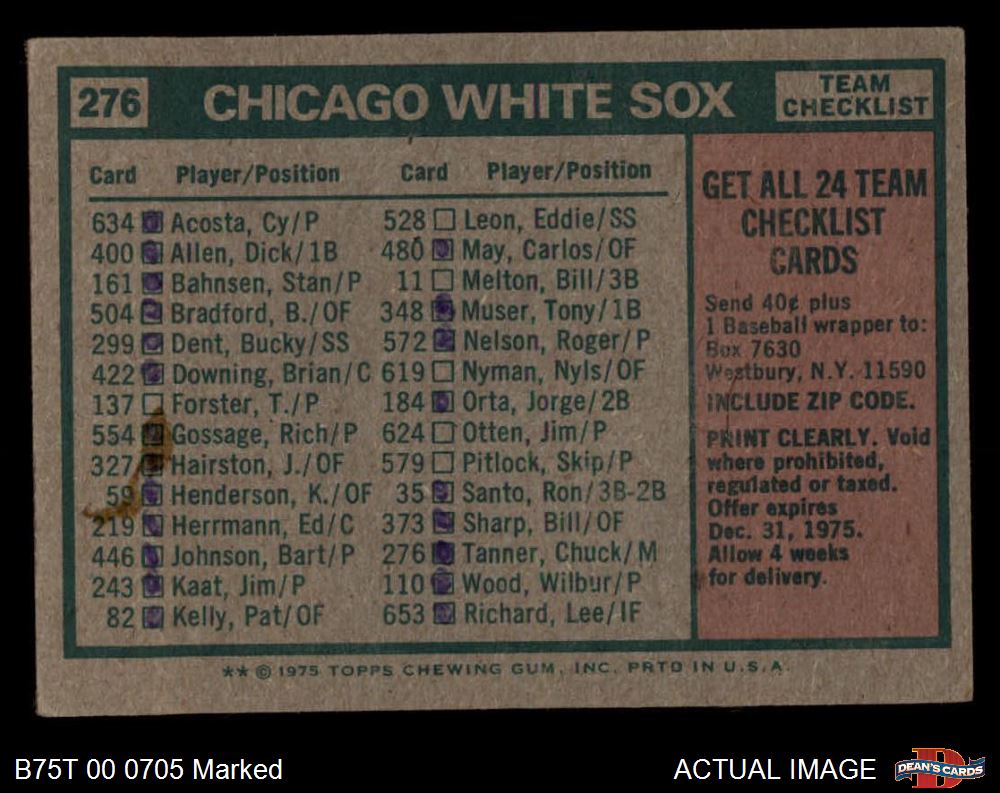 276 CHICAGO WHITE SOX TEAM CHECKLIST
Card Player/Position
634 Acosta, Cy/P
400 Allen, Dick/1B
161 Bahnsen, Stan/P
504 Bradford, B./OF
299 Dent, Bucky/SS
422 Downing, Brian/C
137 Forster, T./P
554 Gossage, Rich/P
327 Hairston, J./OF
59 Henderson, K./OF
219 Herrmann, Ed/C
446 Johnson, Bart/P
243 Kaat, Jim/P
82 Kelly, Pat/OF
Card Player/Position
528 Leon, Eddie/SS
480 May, Carlos/OF
11 Melton, Bill/3B
348 Muser, Tony/1B
572 Nelson, Roger/P
619 Nyman, Nyls/OF
184 Orta, Jorge/2B
624 Otten, Jim/P
579 Pitlock, Skip/P
35 Santo, Ron/3B-2B
373 Sharp, Bill/OF
276 Tanner, Chuck/M
110 Wood, Wilbur/P
653 Richard, Lee/IF
GET ALL 24 TEAM
CHECKLIST
CARDS
Send 40¢ plus
1 Baseball wrapper to:
Box 7630
Westbury, N.Y. 11590
INCLUDE ZIP CODE.
PRINT CLEARLY. Void
where prohibited,
regulated or taxed.
Offer expires
Dec. 31, 1975.
Allow 4 weeks
for delivery.
** © 1975 TOPPS CHEWING GUM, INC. PRTD IN U.S.A.
B75T 00 0705 Marked
ACTUAL IMAGE
DEAN'S CARDS